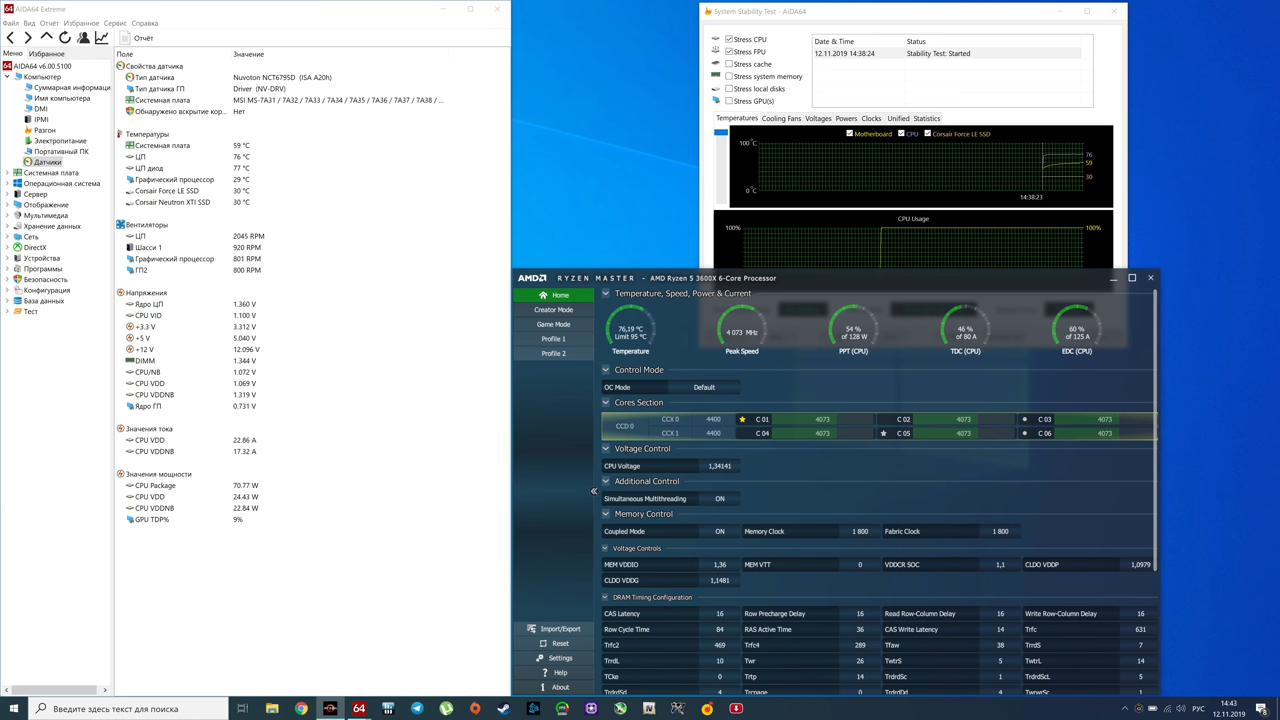 AIDA64 Extreme
Файл Вид Отчёт Избранное Сервис Справка
Отчёт
Меню Избранное
AIDA64 v6.00.5100
Компьютер
Суммарная информаци
Имя компьютера
DMI
IPMI
Разгон
Электропитание
Портативный ПК
Датчики
Системная плата
Операционная система
Сервер
Отображение
Мультимедиа
Хранение данных
Сеть
DirectX
Устройства
Программы
Безопасность
Конфигурация
База данных
Тест
Поле Значение
Свойства датчика
Тип датчика Nuvoton NCT6795D (ISA A20h)
Тип датчика ГП Driver (NV-DRV)
Системная плата MSI MS-7A31 / 7A32 / 7A33 / 7A34 / 7A35 / 7A36 / 7A37 / 7A38 / ...
Обнаружено вскрытие кор... Нет
Температуры
Системная плата 59 °C
ЦП 76 °C
ЦП диод 77 °C
Графический процессор 29 °C
Corsair Force LE SSD 30 °C
Corsair Neutron XTI SSD 30 °C
Вентиляторы
ЦП 2045 RPM
Шасси 1 920 RPM
Графический процессор 801 RPM
ГП2 800 RPM
Напряжения
Ядро ЦП 1.360 V
CPU VID 1.100 V
+3.3 V 3.312 V
+5 V 5.040 V
+12 V 12.096 V
DIMM 1.344 V
CPU/NB 1.072 V
CPU VDD 1.069 V
CPU VDDNB 1.319 V
Ядро ГП 0.731 V
Значения тока
CPU VDD 22.86 A
CPU VDDNB 17.32 A
Значения мощности
CPU Package 70.77 W
CPU VDD 24.43 W
CPU VDDNB 22.84 W
GPU TDP% 9%
System Stability Test - AIDA64
Stress CPU
Stress FPU
Stress cache
Stress system memory
Stress local disks
Stress GPU(s)
Date & Time Status
12.11.2019 14:38:24 Stability Test: Started
Temperatures Cooling Fans Voltages Powers Clocks Unified Statistics
Motherboard CPU Corsair Force LE SSD
100 °C
0 °C
76
59
30
14:38:23
CPU Usage
100% 100%
AMD RYZEN MASTER - AMD Ryzen 5 3600X 6-Core Processor
Home
Creator Mode
Game Mode
Profile 1
Profile 2
Import/Export
Reset
Settings
Help
About
Temperature, Speed, Power & Current
76,19 °C Limit 95 °C
4 073 MHz
54 % of 128 W
46 % of 80 A
60 % of 125 A
Temperature Peak Speed PPT (CPU) TDC (CPU) EDC (CPU)
Control Mode
OC Mode Default
Cores Section
CCD 0
CCX 0 4400 C 01 4073 C 02 4073 C 03 4073
CCX 1 4400 C 04 4073 C 05 4073 C 06 4073
Voltage Control
CPU Voltage 1,34141
Additional Control
Simultaneous Multithreading ON
Memory Control
Coupled Mode ON Memory Clock 1 800 Fabric Clock 1 800
Voltage Controls
MEM VDDIO 1,36 MEM VTT 0 VDDCR SOC 1,1 CLDO VDDP 1,0979
CLDO VDDG 1,1481
DRAM Timing Configuration
CAS Latency 16 Row Precharge Delay 16 Read Row-Column Delay 16 Write Row-Column Delay 16
Row Cycle Time 84 RAS Active Time 36 CAS Write Latency 14 Trfc 631
Trfc2 469 Trfc4 289 Tfaw 38 TrrdS 7
TrrdL 10 Twr 26 TwtrS 5 TwtrL 14
TCke 0 Trtp 14 TrdrdSc 1 TrdrdScL 5
TrdrdSd 4 Trcpage 0 TrdrdDd 4 TwrwrSc 1
Введите здесь текст для поиска
РУС
14:43
12.11.2019